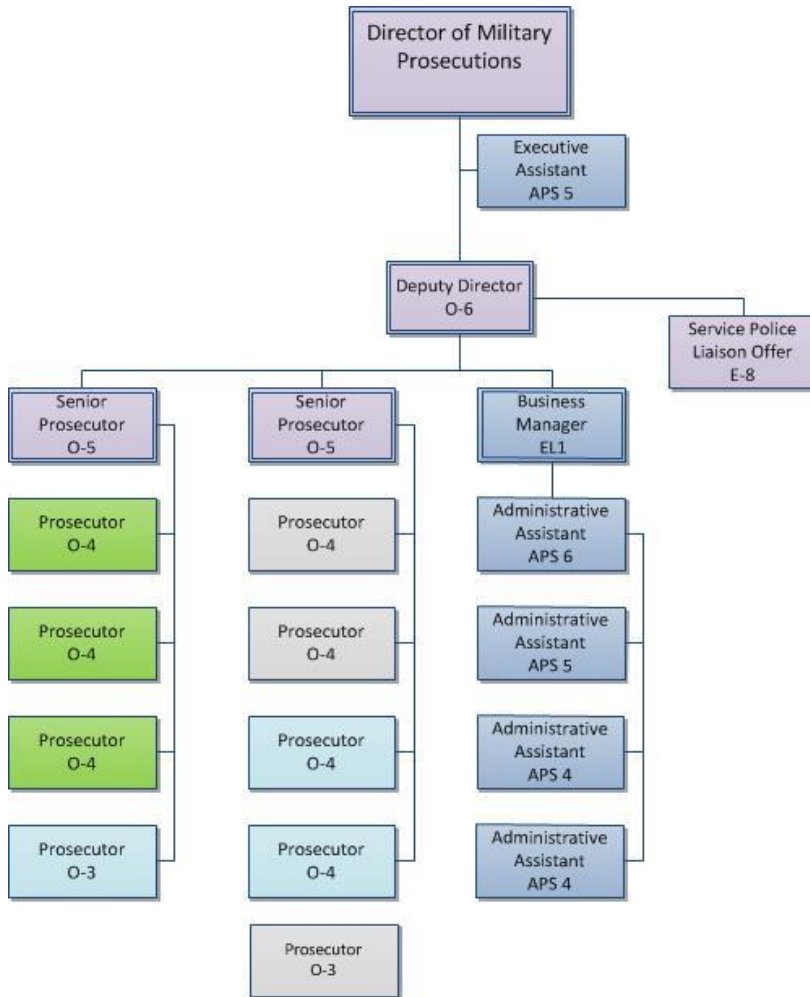 Director of Military
Prosecutions
Executive
Assistant
APS 5
Deputy Director
O-6
Service Police
Liaison Offer
E-8
Senior
Prosecutor
O-5
Senior
Prosecutor
O-5
Business
Manager
EL1
Prosecutor
O-4
Prosecutor
O-4
Administrative
Assistant
APS 6
Prosecutor
O-4
Prosecutor
O-4
Administrative
Assistant
APS 5
Prosecutor
O-4
Prosecutor
O-4
Administrative
Assistant
APS 4
Prosecutor
O-3
Prosecutor
O-4
Administrative
Assistant
APS 4
Prosecutor
O-3